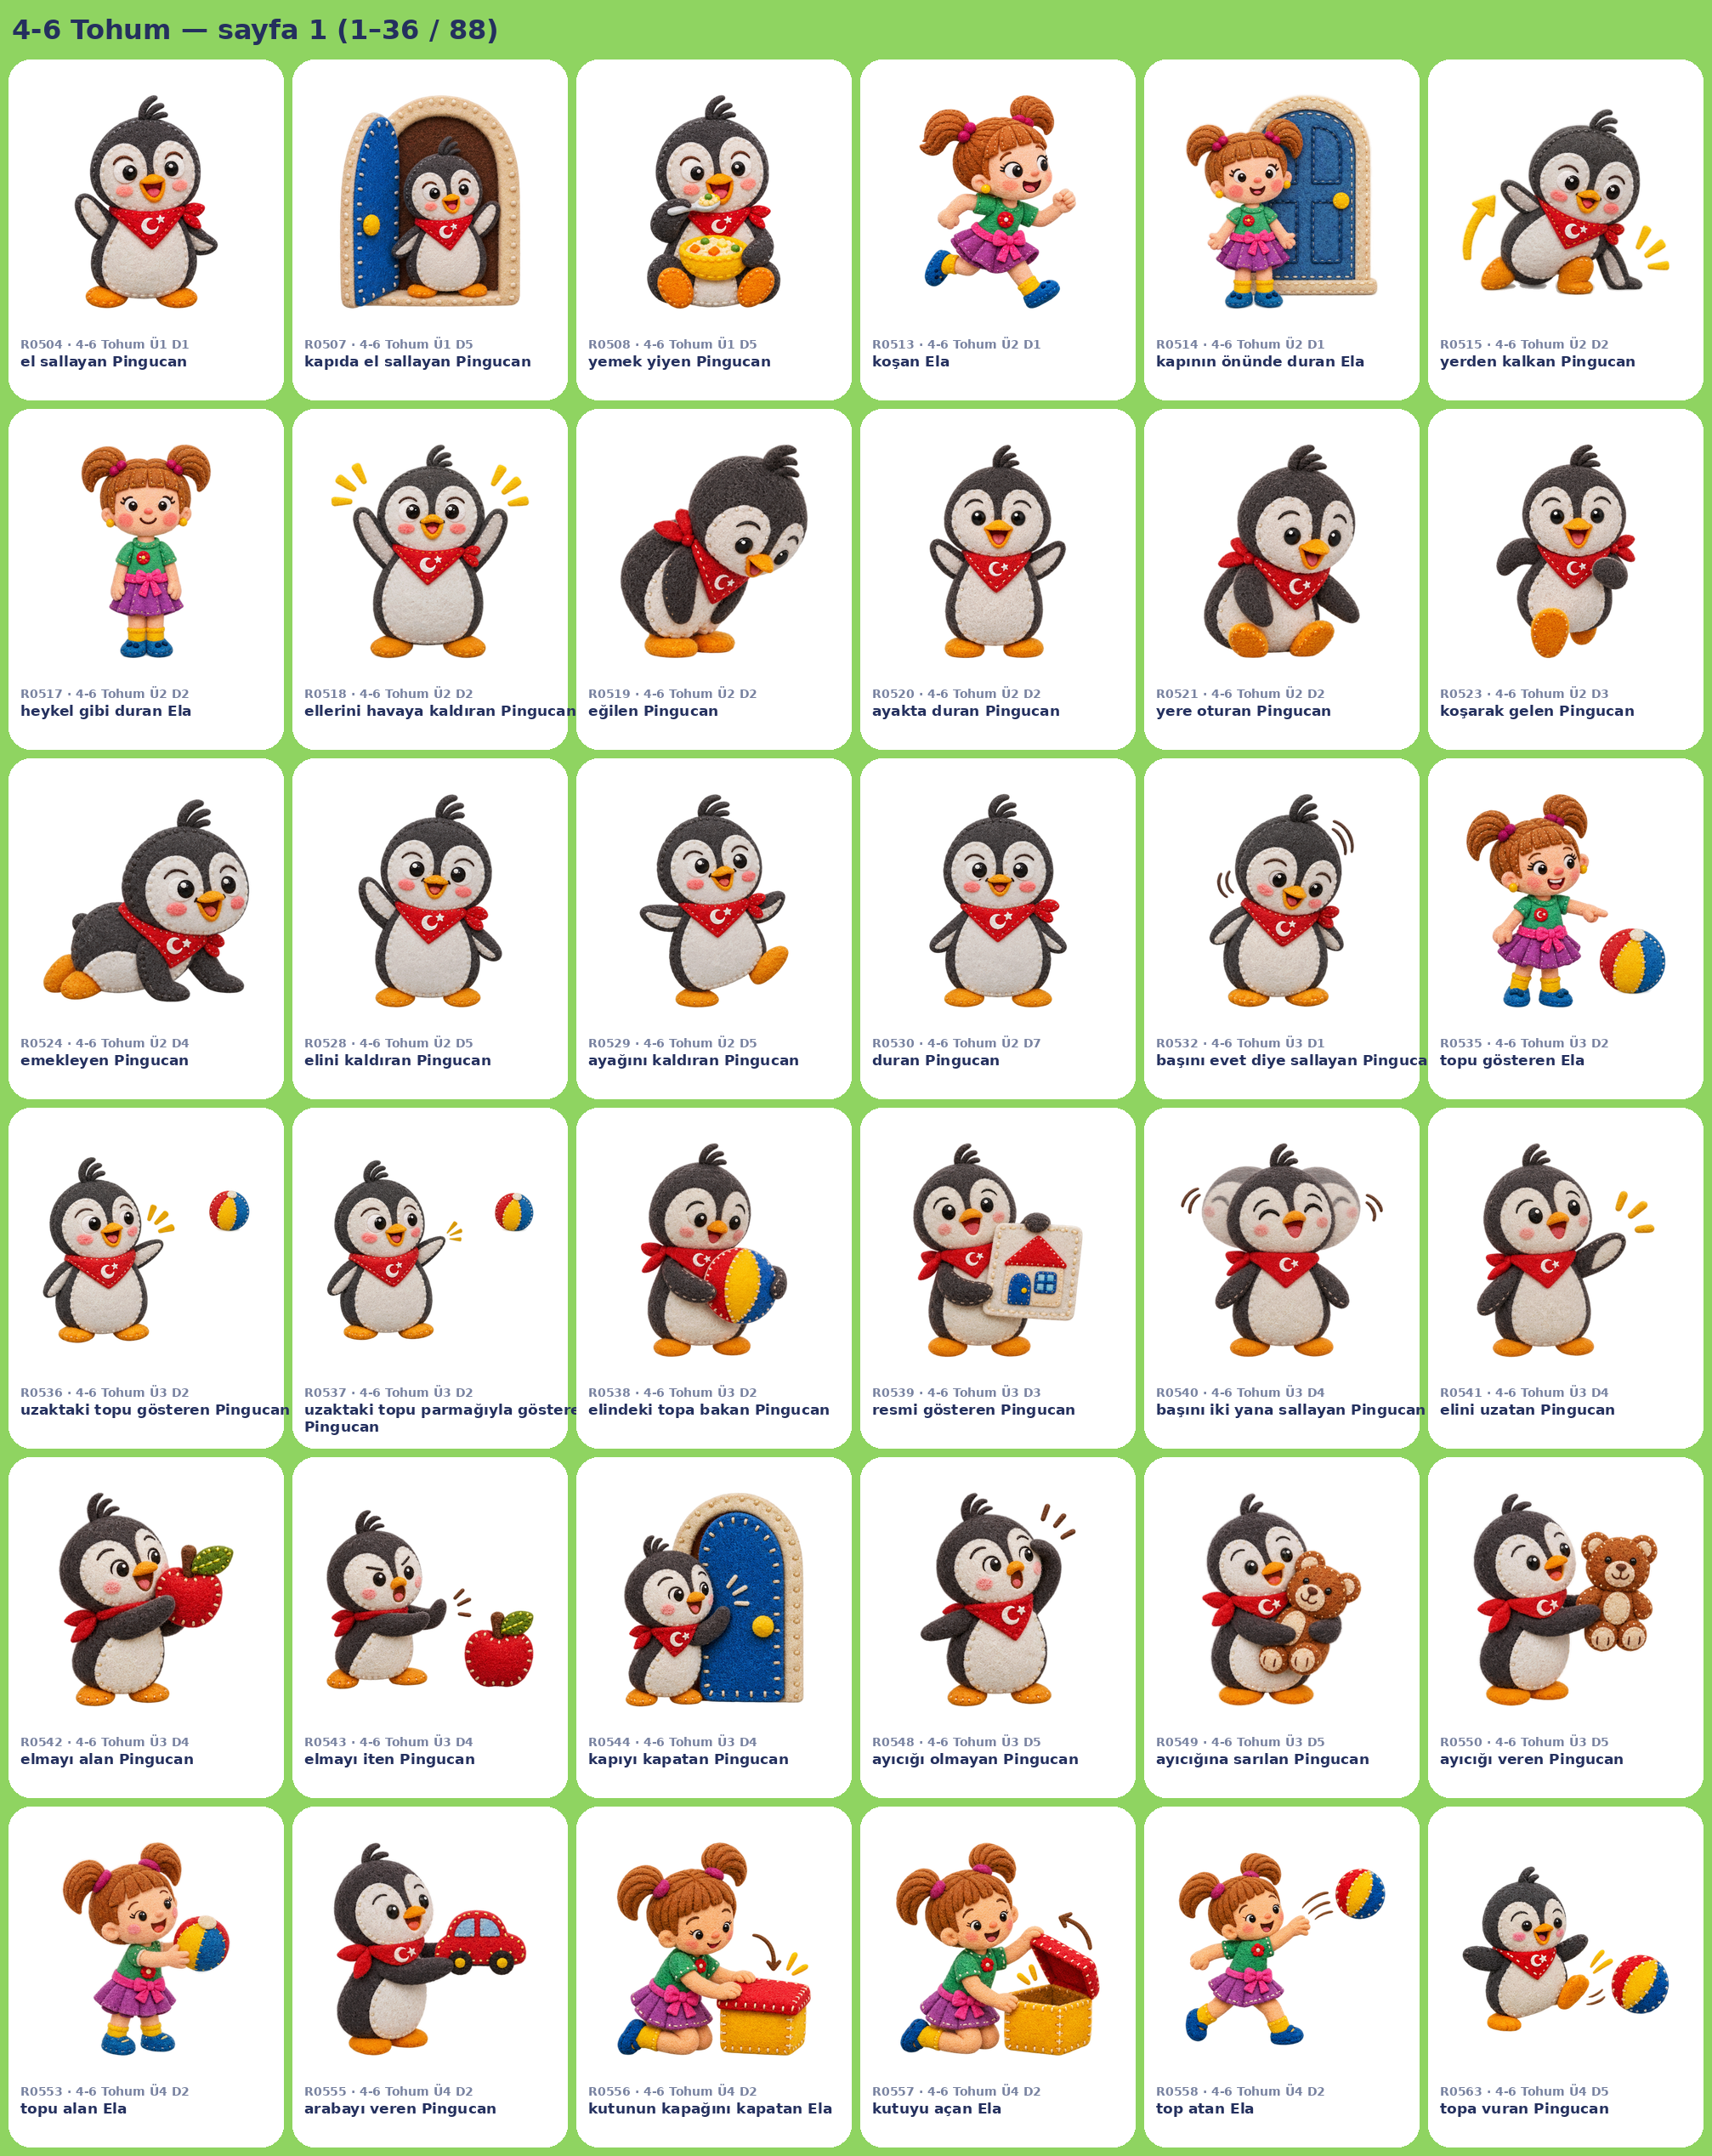 4-6 Tohum — sayfa 1 (1–36 / 88)
R0504 · 4-6 Tohum Ü1 D1
el sallayan Pingucan
R0507 · 4-6 Tohum Ü1 D5
kapıda el sallayan Pingucan
R0508 · 4-6 Tohum Ü1 D5
yemek yiyen Pingucan
R0513 · 4-6 Tohum Ü2 D1
koşan Ela
R0514 · 4-6 Tohum Ü2 D1
kapının önünde duran Ela
R0515 · 4-6 Tohum Ü2 D2
yerden kalkan Pingucan
R0517 · 4-6 Tohum Ü2 D2
heykel gibi duran Ela
R0518 · 4-6 Tohum Ü2 D2
ellerini havaya kaldıran Pingucan
R0519 · 4-6 Tohum Ü2 D2
eğilen Pingucan
R0520 · 4-6 Tohum Ü2 D2
ayakta duran Pingucan
R0521 · 4-6 Tohum Ü2 D2
yere oturan Pingucan
R0523 · 4-6 Tohum Ü2 D3
koşarak gelen Pingucan
R0524 · 4-6 Tohum Ü2 D4
emekleyen Pingucan
R0528 · 4-6 Tohum Ü2 D5
elini kaldıran Pingucan
R0529 · 4-6 Tohum Ü2 D5
ayağını kaldıran Pingucan
R0530 · 4-6 Tohum Ü2 D7
duran Pingucan
R0532 · 4-6 Tohum Ü3 D1
başını evet diye sallayan Pinguca
R0535 · 4-6 Tohum Ü3 D2
topu gösteren Ela
R0536 · 4-6 Tohum Ü3 D2
uzaktaki topu gösteren Pingucan
R0537 · 4-6 Tohum Ü3 D2
uzaktaki topu parmağıyla göstere
Pingucan
R0538 · 4-6 Tohum Ü3 D2
elindeki topa bakan Pingucan
R0539 · 4-6 Tohum Ü3 D3
resmi gösteren Pingucan
R0540 · 4-6 Tohum Ü3 D4
başını iki yana sallayan Pingucan
R0541 · 4-6 Tohum Ü3 D4
elini uzatan Pingucan
R0542 · 4-6 Tohum Ü3 D4
elmayı alan Pingucan
R0543 · 4-6 Tohum Ü3 D4
elmayı iten Pingucan
R0544 · 4-6 Tohum Ü3 D4
kapıyı kapatan Pingucan
R0548 · 4-6 Tohum Ü3 D5
ayıcığı olmayan Pingucan
R0549 · 4-6 Tohum Ü3 D5
ayıcığına sarılan Pingucan
R0550 · 4-6 Tohum Ü3 D5
ayıcığı veren Pingucan
R0553 · 4-6 Tohum Ü4 D2
topu alan Ela
R0555 · 4-6 Tohum Ü4 D2
arabayı veren Pingucan
R0556 · 4-6 Tohum Ü4 D2
kutunun kapağını kapatan Ela
R0557 · 4-6 Tohum Ü4 D2
kutuyu açan Ela
R0558 · 4-6 Tohum Ü4 D2
top atan Ela
R0563 · 4-6 Tohum Ü4 D5
topa vuran Pingucan